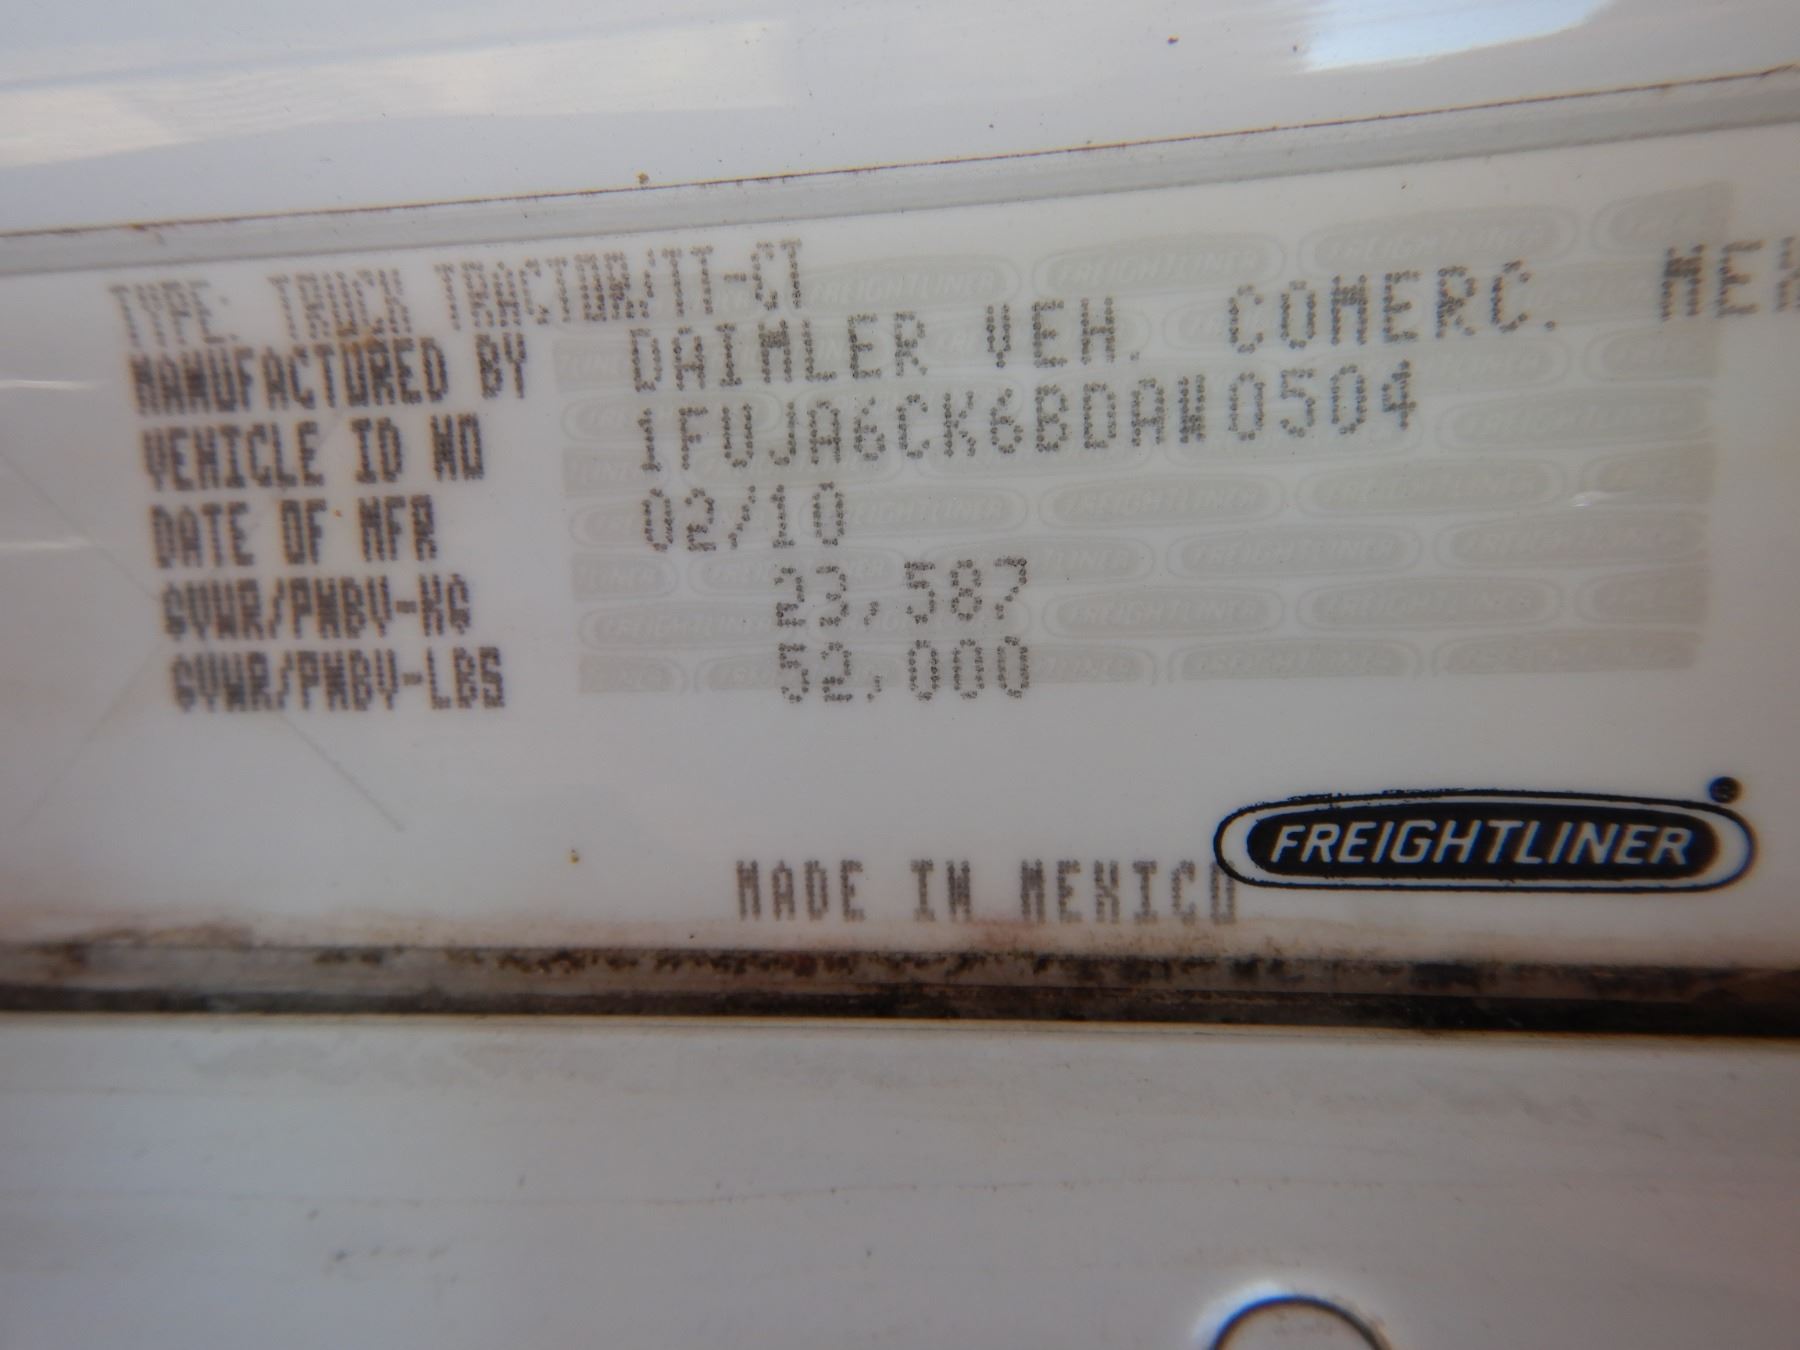 TYPE: TRUCK TRACTOR/TT-CT
MANUFACTURED BY DAIMLER VEH. COMERC.
VEHICLE ID NO 1FUJA6CK6BDAW0504
DATE OF MFR 02/10
GVWR/PMBV-KG 23,587
GVWR/PMBV-LBS 52,000
FREIGHTLINER®
MADE IN MEXICO